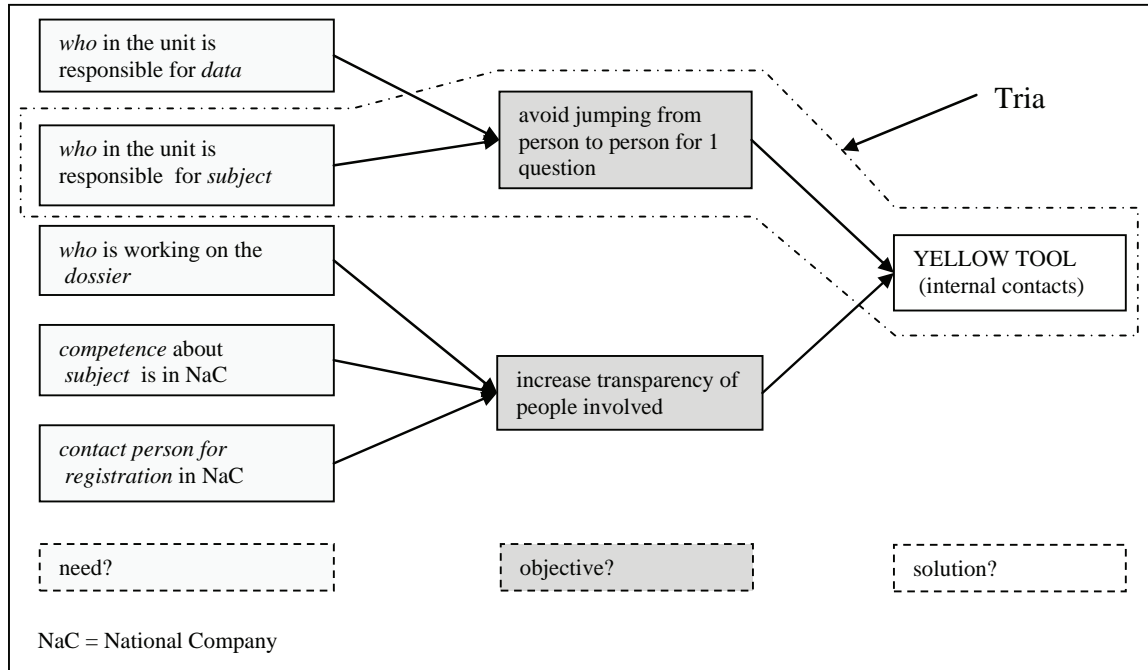 who in the unit is
responsible for data
who in the unit is
responsible for subject
who is working on the
dossier
competence about
subject is in NaC
contact person for
registration in NaC
avoid jumping from
person to person for 1
question
increase transparency of
people involved
Tria
YELLOW TOOL
(internal contacts)
need?
objective?
solution?
NaC = National Company